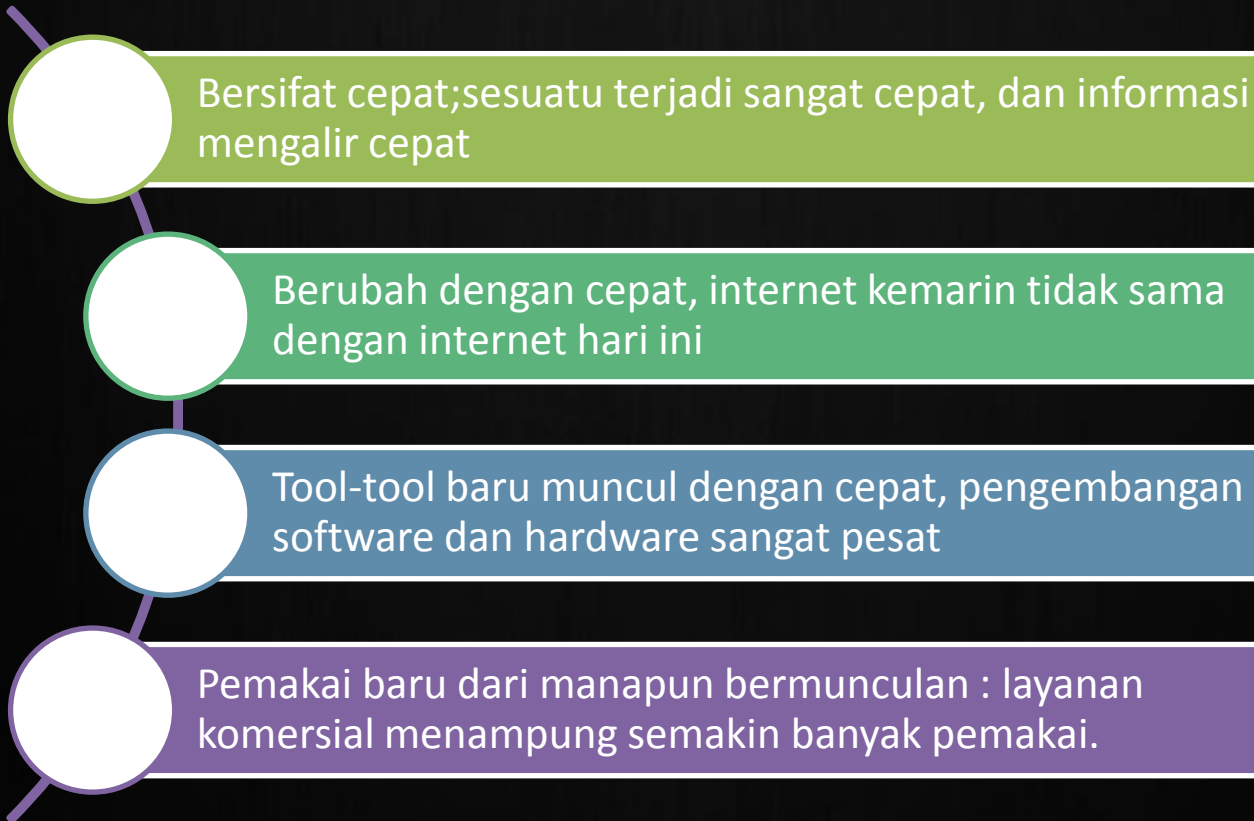 Bersifat cepat;sesuatu terjadi sangat cepat, dan informasi
mengalir cepat
Berubah dengan cepat, internet kemarin tidak sama
dengan internet hari ini
Tool-tool baru muncul dengan cepat, pengembangan
software dan hardware sangat pesat
Pemakai baru dari manapun bermunculan : layanan
komersial menampung semakin banyak pemakai.